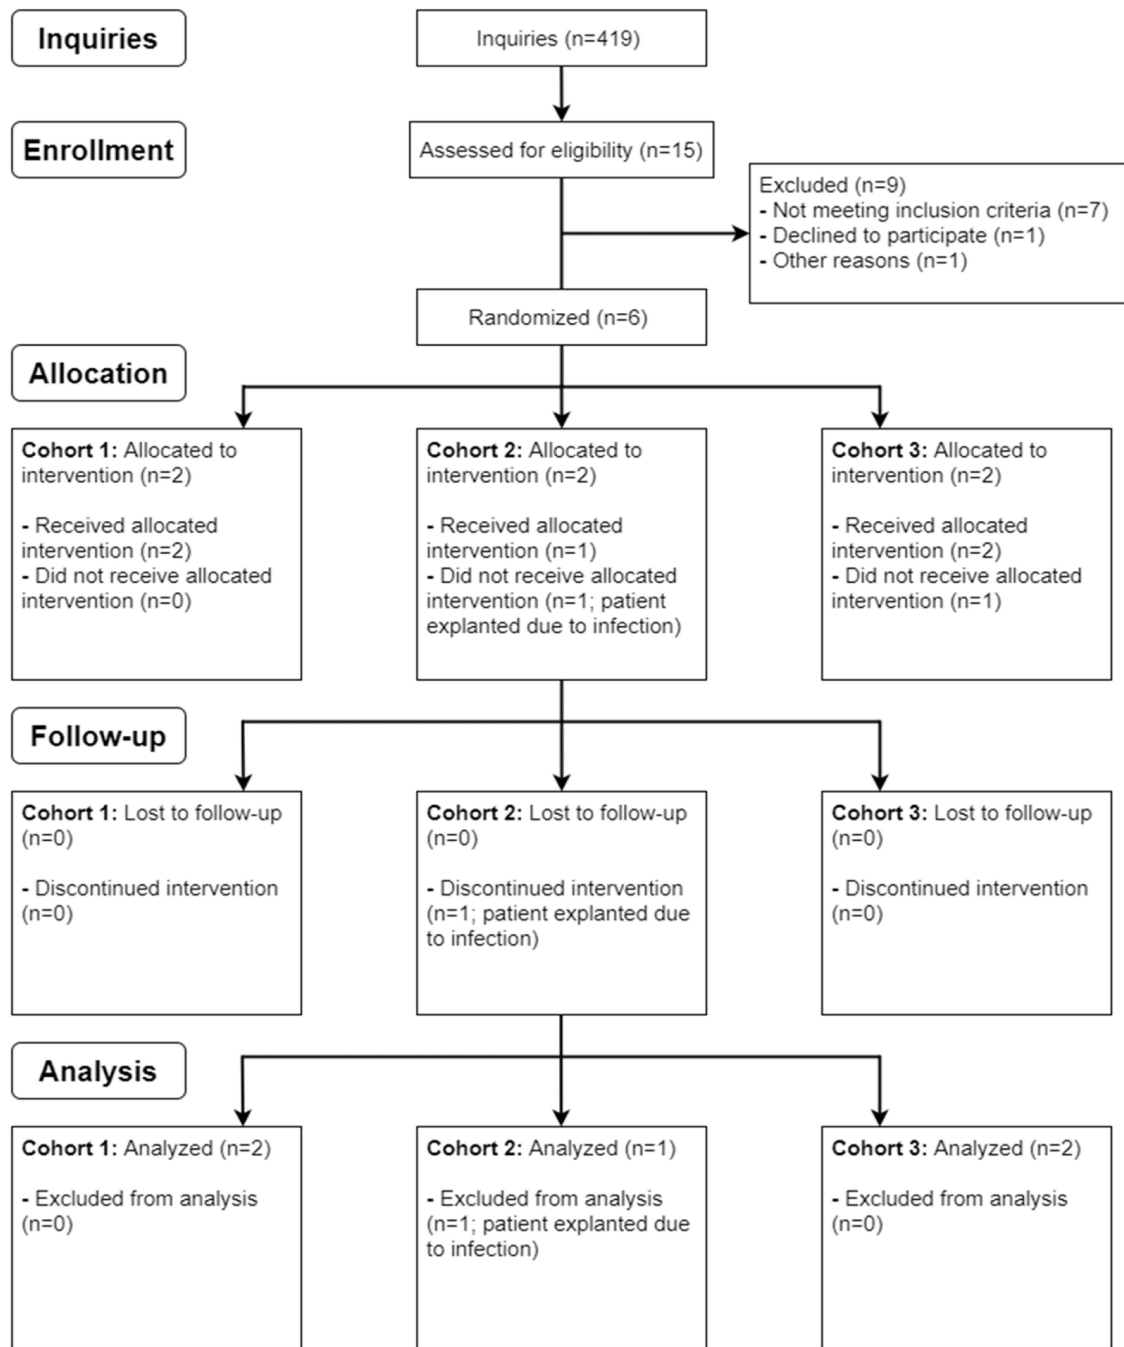 Inquiries
Inquiries (n=419)
Enrollment
Assessed for eligibility (n=15)
Excluded (n=9)
- Not meeting inclusion criteria (n=7)
- Declined to participate (n=1)
- Other reasons (n=1)
Randomized (n=6)
Allocation
Cohort 1: Allocated to
intervention (n=2)
- Received allocated
intervention (n=2)
- Did not receive allocated
intervention (n=0)
Cohort 2: Allocated to
intervention (n=2)
- Received allocated
intervention (n=1)
- Did not receive allocated
intervention (n=1; patient
explanted due to infection)
Cohort 3: Allocated to
intervention (n=2)
- Received allocated
intervention (n=2)
- Did not receive allocated
intervention (n=1)
Follow-up
Cohort 1: Lost to follow-up
(n=0)
- Discontinued intervention
(n=0)
Cohort 2: Lost to follow-up
(n=0)
- Discontinued intervention
(n=1; patient explanted due
to infection)
Cohort 3: Lost to follow-up
(n=0)
- Discontinued intervention
(n=0)
Analysis
Cohort 1: Analyzed (n=2)
- Excluded from analysis
(n=0)
Cohort 2: Analyzed (n=1)
- Excluded from analysis
(n=1; patient explanted due
to infection)
Cohort 3: Analyzed (n=2)
- Excluded from analysis
(n=0)